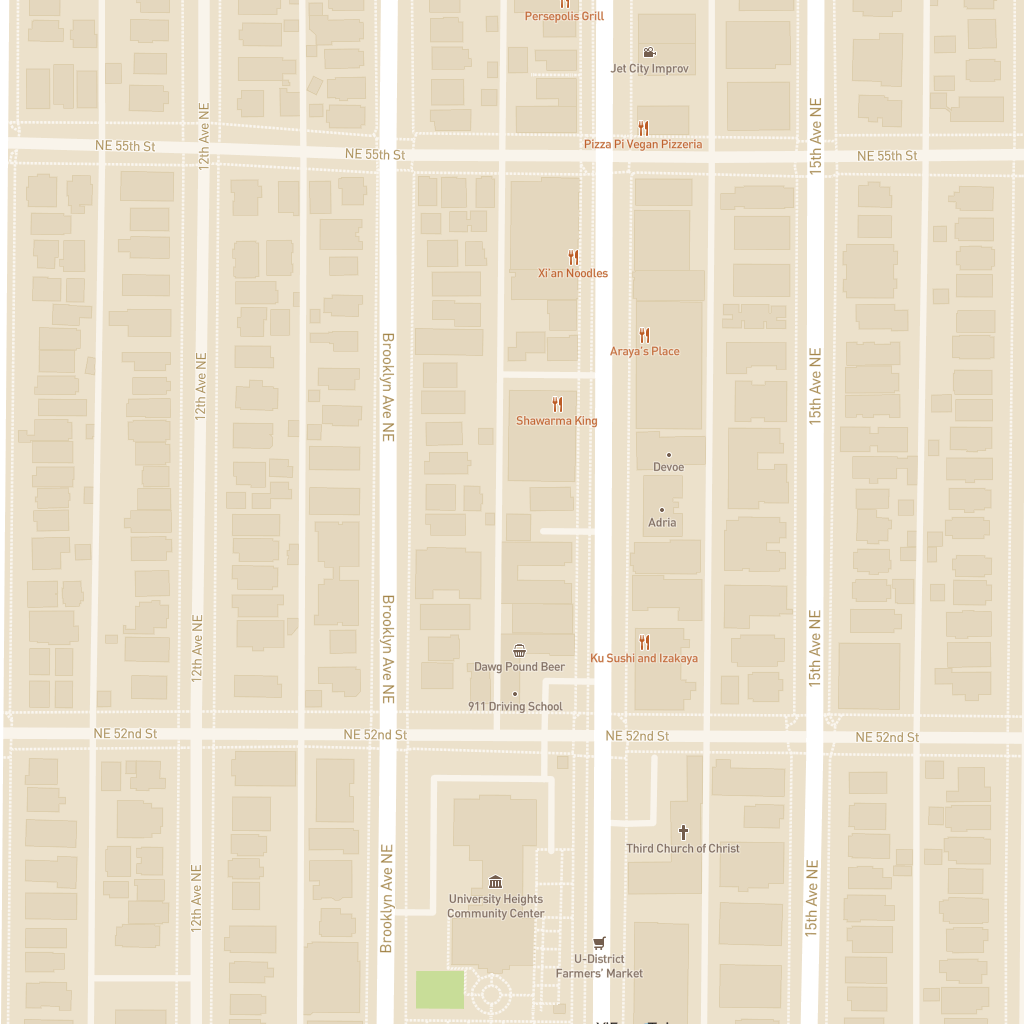 Persepolis Grill
Jet City Improv
12th Ave NE
15th Ave NE
Pizza Pi Vegan Pizzeria
NE 55th St
NE 55th St
NE 55th St
Xi'an Noodles
Araya's Place
12th Ave NE
Brooklyn Ave NE
15th Ave NE
Shawarma King
Devoe
Adria
12th Ave NE
Brooklyn Ave NE
15th Ave NE
Ku Sushi and Izakaya
Dawg Pound Beer
911 Driving School
NE 52nd St
NE 52nd St
NE 52nd St
NE 52nd St
Third Church of Christ
12th Ave NE
Brooklyn Ave NE
15th Ave NE
University Heights
Community Center
U-District
Farmers' Market